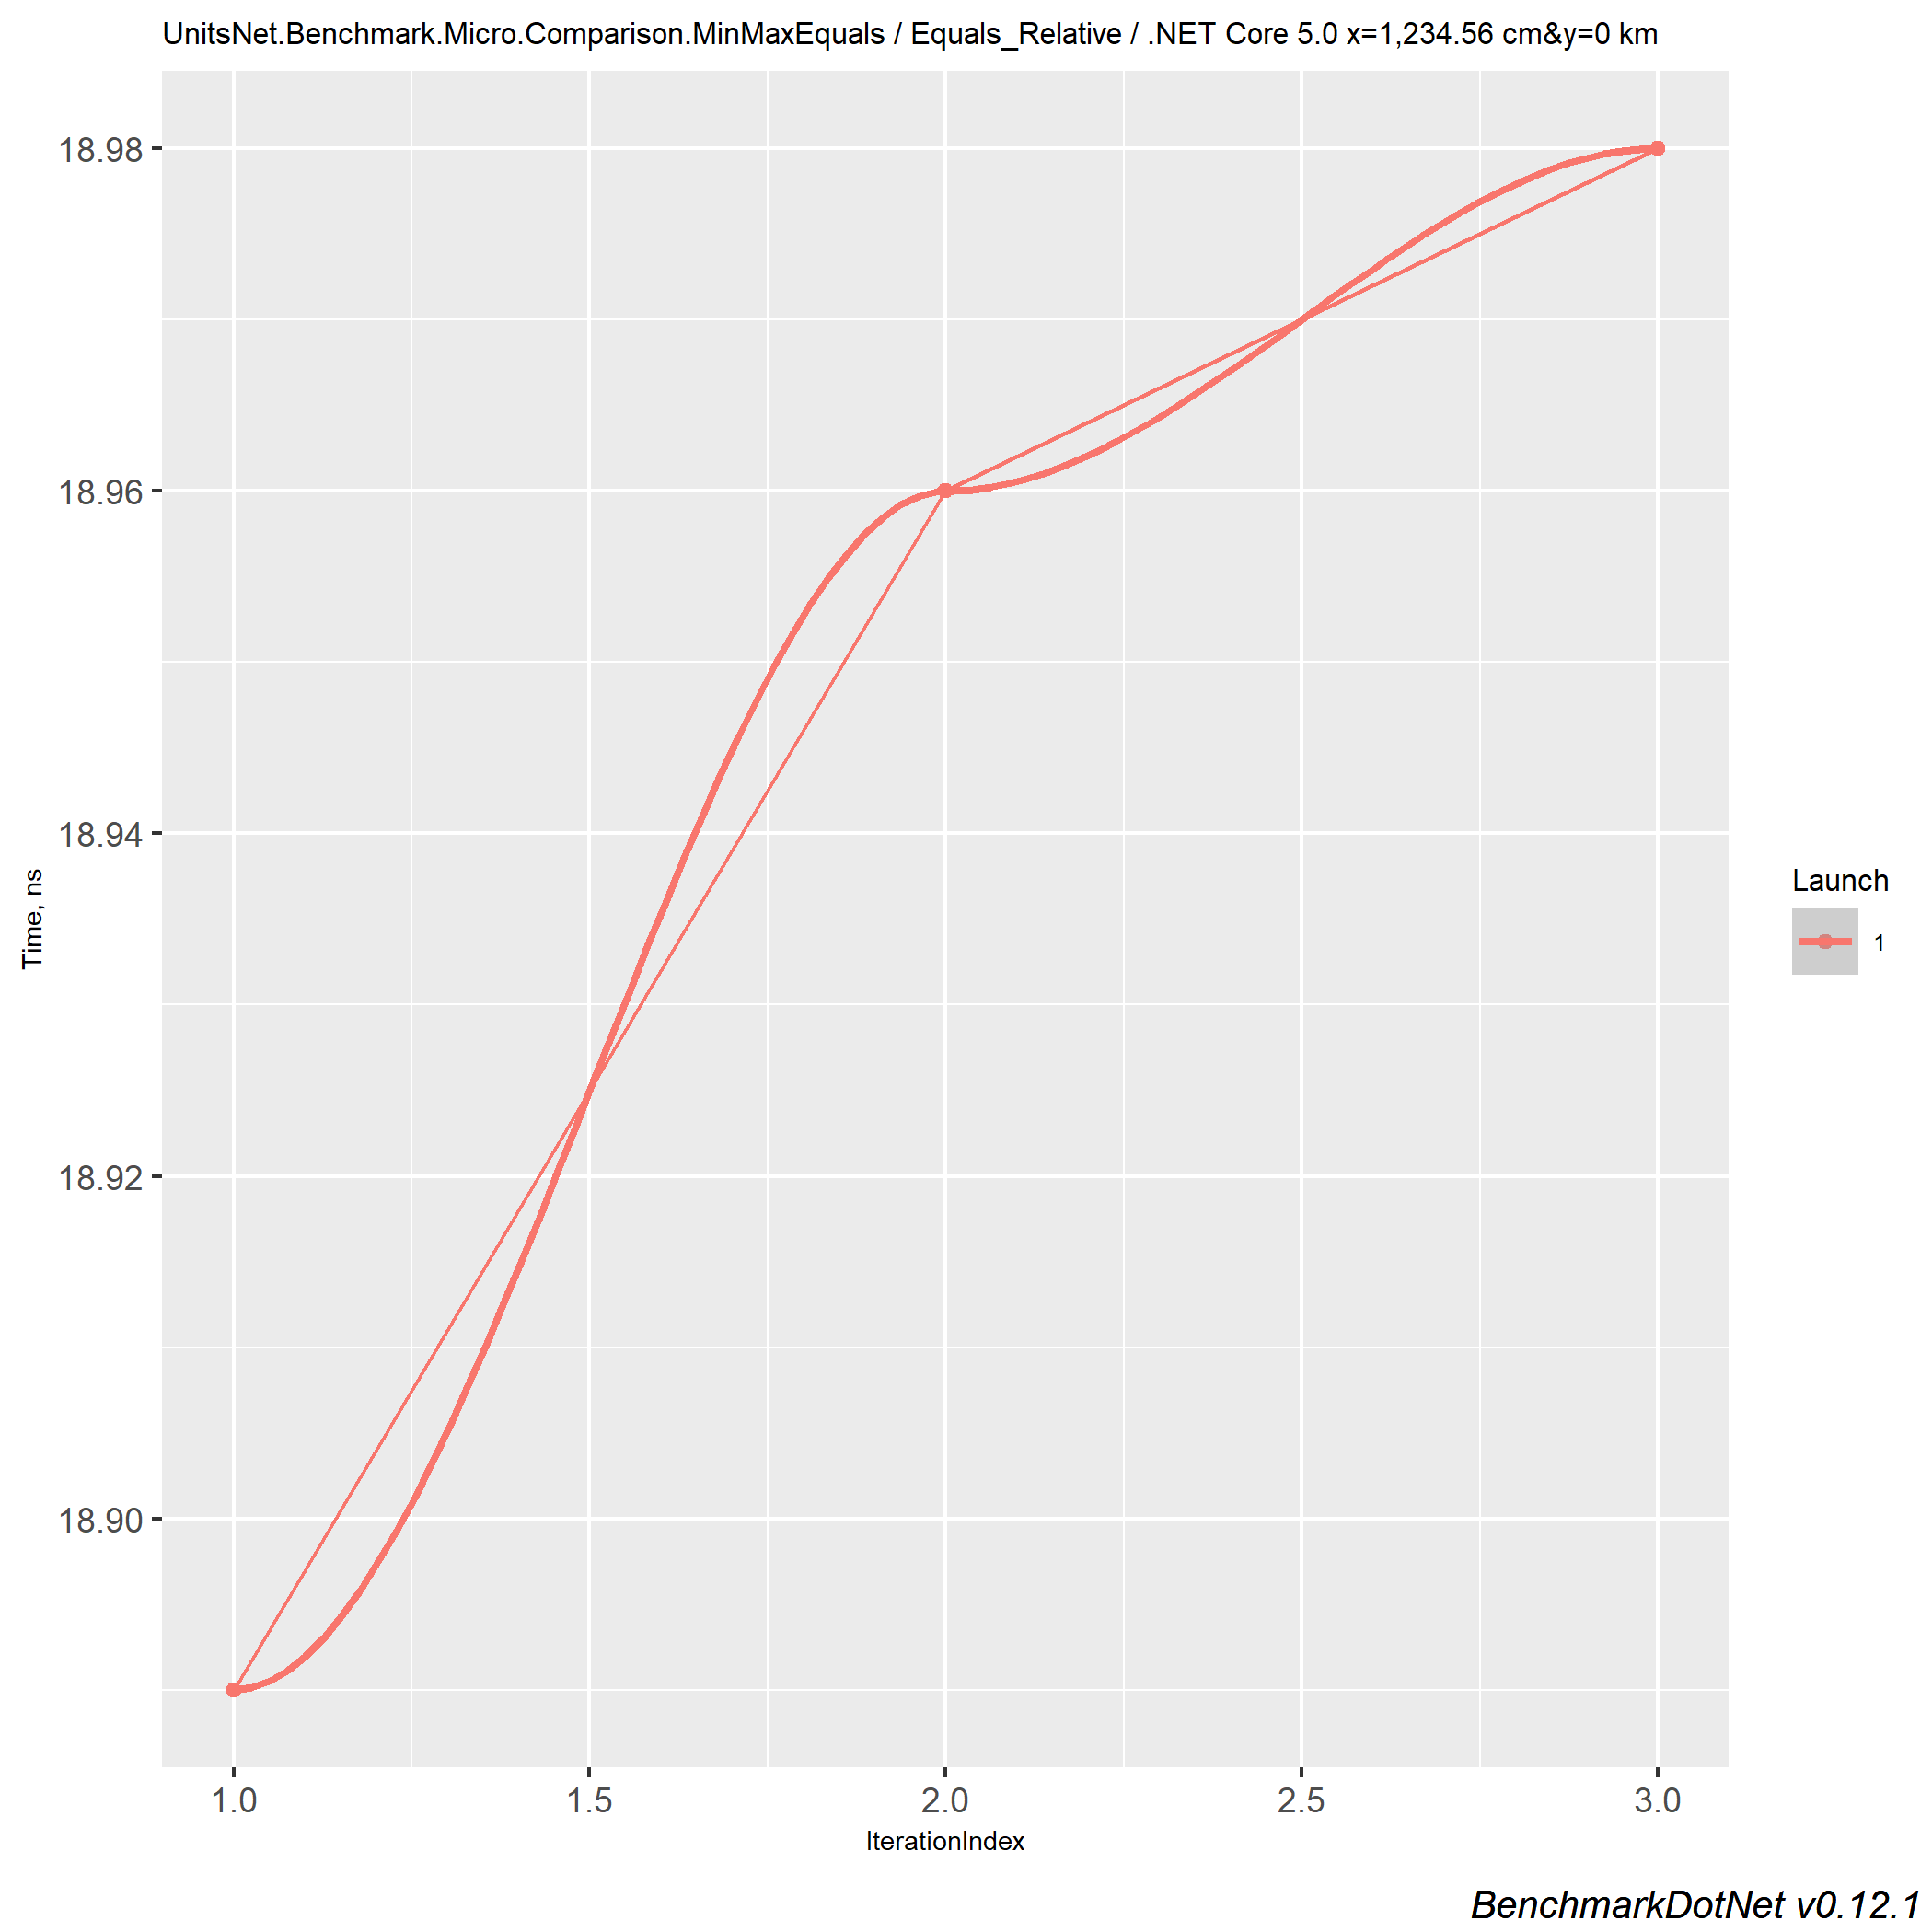 UnitsNet.Benchmark.Micro.Comparison.MinMaxEquals / Equals_Relative / .NET Core 5.0 x=1,234.56 cm&y=0 km
18.98
18.96
18.94
18.92
18.90
Time, ns
1.0 1.5 2.0 2.5 3.0
IterationIndex
Launch
1
BenchmarkDotNet v0.12.1